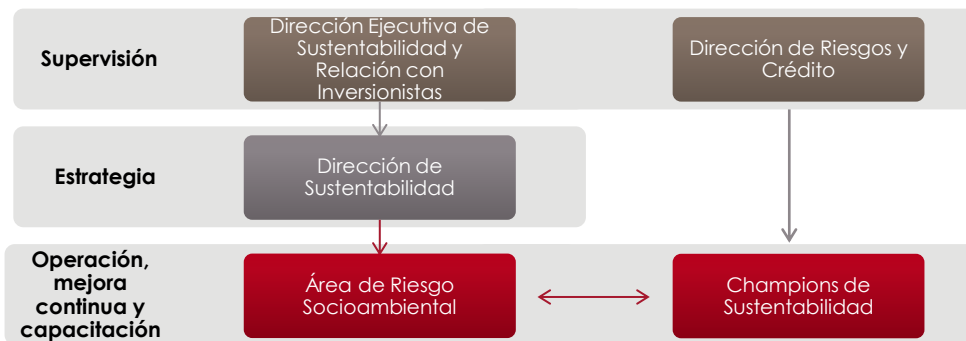 Supervisión
Dirección Ejecutiva de
Sustentabilidad y
Relación con
Inversionistas
Dirección de Riesgos y
Crédito
Estrategia
Dirección de
Sustentabilidad
Operación,
mejora
continua y
capacitación
Área de Riesgo
Socioambiental
Champions de
Sustentabilidad